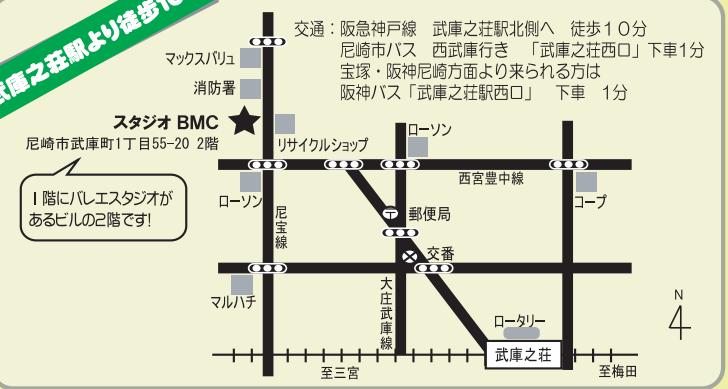 武庫之荘駅より徒歩10
交通：阪急神戸線　武庫之荘駅北側へ　徒歩１０分
尼崎市バス　西武庫行き　「武庫之荘西口」下車1分
宝塚・阪神尼崎方面より来られる方は
阪神バス「武庫之荘駅西口」　下車　1分
マックスバリュ
消防署
スタジオ BMC
尼崎市武庫町1丁目55-20 2階
リサイクルショップ
ローソン
1階にバレエスタジオが
あるビルの2階です!
ローソン
西宮豊中線
コープ
尼宝線
〒
郵便局
交番
マルハチ
大庄武庫線
ロータリー
N
4
武庫之荘
至三宮
至梅田